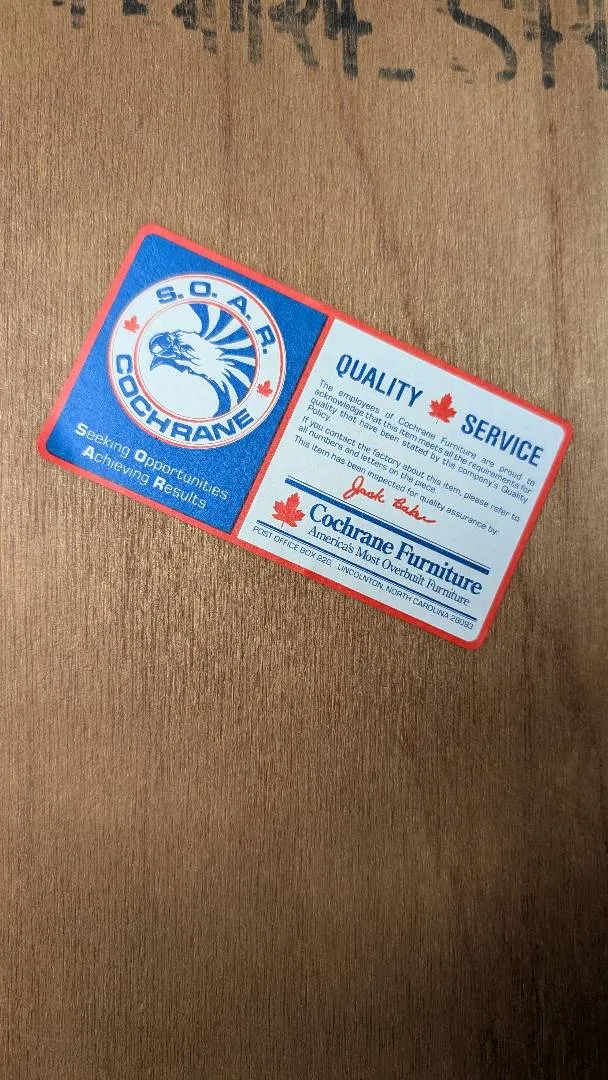 S. O. A. R.
COCHRANE
Seeking Opportunities
Achieving Results
QUALITY SERVICE
The employees of Cochrane Furniture are proud to
acknowledge that this item meets all the requirements for
quality that have been stated by the company's Quality
Policy.
If you contact the factory about this item, please refer to
all numbers and letters on the piece.
This item has been inspected for quality assurance by:
Jack Baker
Cochrane Furniture
America's Most Overbuilt Furniture
POST OFFICE BOX 220, LINCOLNTON, NORTH CAROLINA 28093